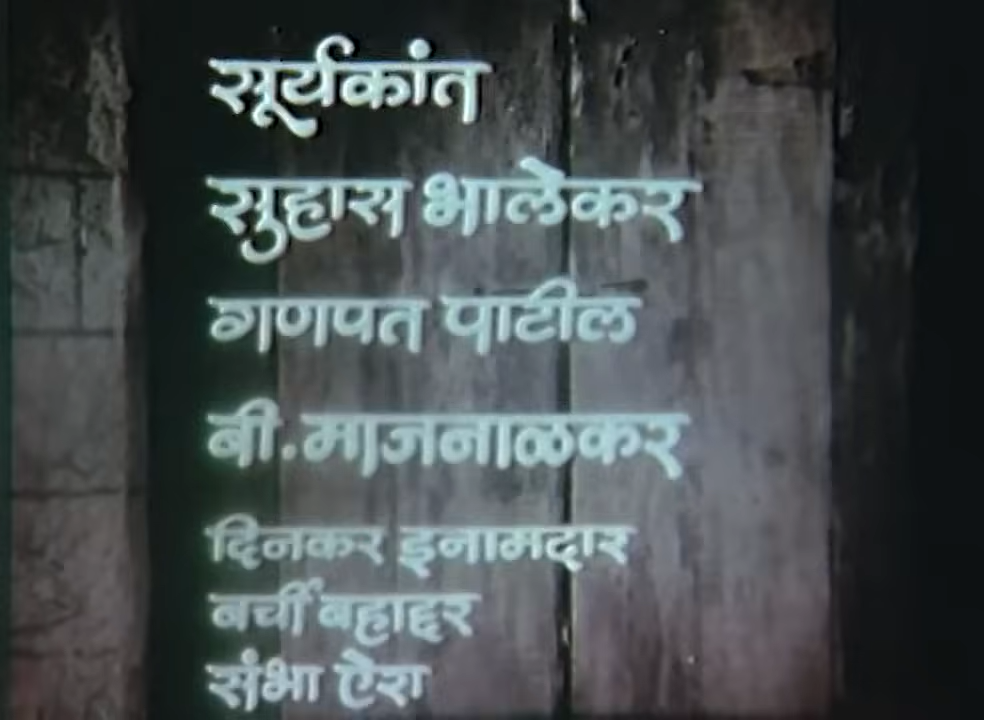 सूर्यकांत
सुहास भालेकर
गणपत पाटील
बी. माजनाळकर
दिनकर इनामदार
बर्ची बहाद्दर
संभा ऐरा